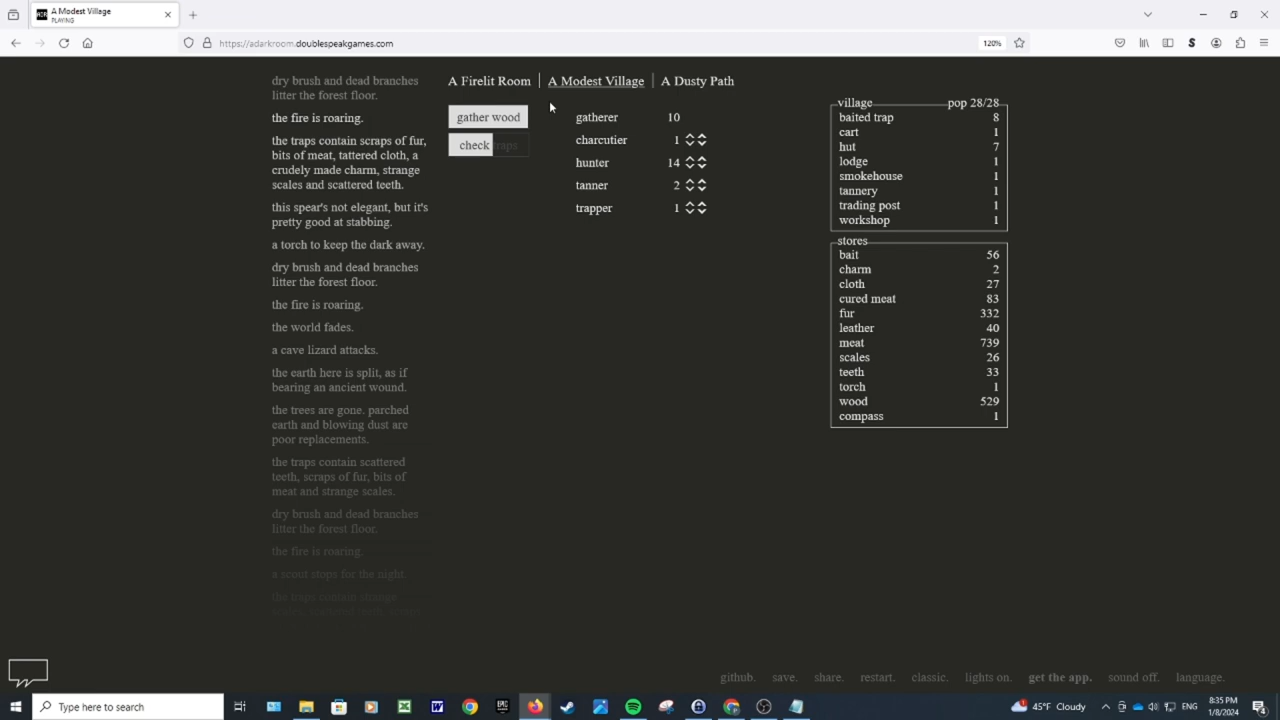 A Modest Village
PLAYING
https://adarkroom.doublespeakgames.com
120%
dry brush and dead branches
litter the forest floor.
the fire is roaring.
the traps contain scraps of fur,
bits of meat, tattered cloth, a
crudely made charm, strange
scales and scattered teeth.
this spear's not elegant, but it's
pretty good at stabbing.
a torch to keep the dark away.
dry brush and dead branches
litter the forest floor.
the fire is roaring.
the world fades.
a cave lizard attacks.
the earth here is split, as if
bearing an ancient wound.
the trees are gone. parched
earth and blowing dust are
poor replacements.
the traps contain scattered
teeth, scraps of fur, bits of
meat and strange scales.
dry brush and dead branches
litter the forest floor.
the fire is roaring.
a scout stops for the night.
the traps contain strange
scales, scattered teeth, scraps
A Firelit Room | A Modest Village | A Dusty Path
gather wood
check traps
gatherer 10
charcutier 1
hunter 14
tanner 2
trapper 1
village pop 28/28
baited trap 8
cart 1
hut 7
lodge 1
smokehouse 1
tannery 1
trading post 1
workshop 1
stores
bait 56
charm 2
cloth 27
cured meat 83
fur 332
leather 40
meat 739
scales 26
teeth 33
torch 1
wood 529
compass 1
github. save. share. restart. classic. lights on. get the app. sound off. language.
Type here to search
45°F Cloudy
ENG
8:35 PM
1/8/2024